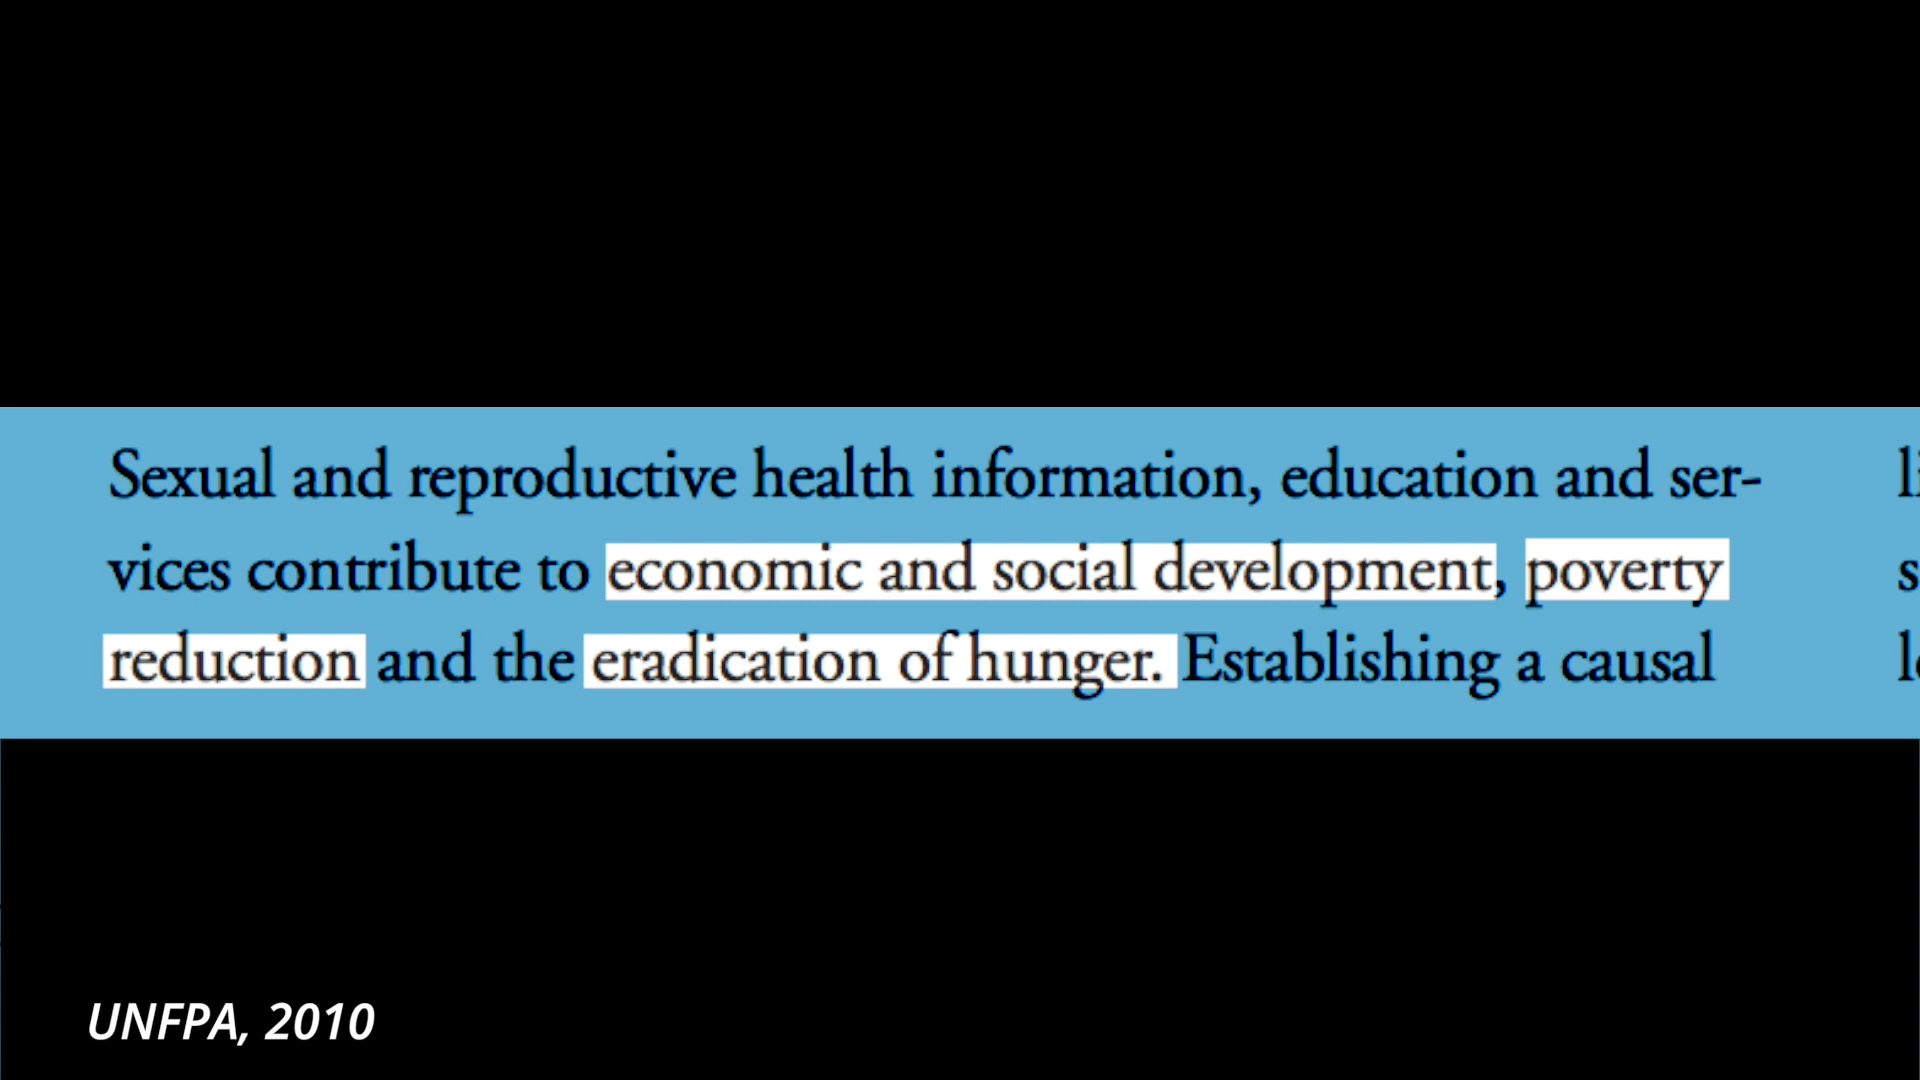 Sexual and reproductive health information, education and ser-
vices contribute to economic and social development, poverty
reduction and the eradication of hunger. Establishing a causal
UNFPA, 2010